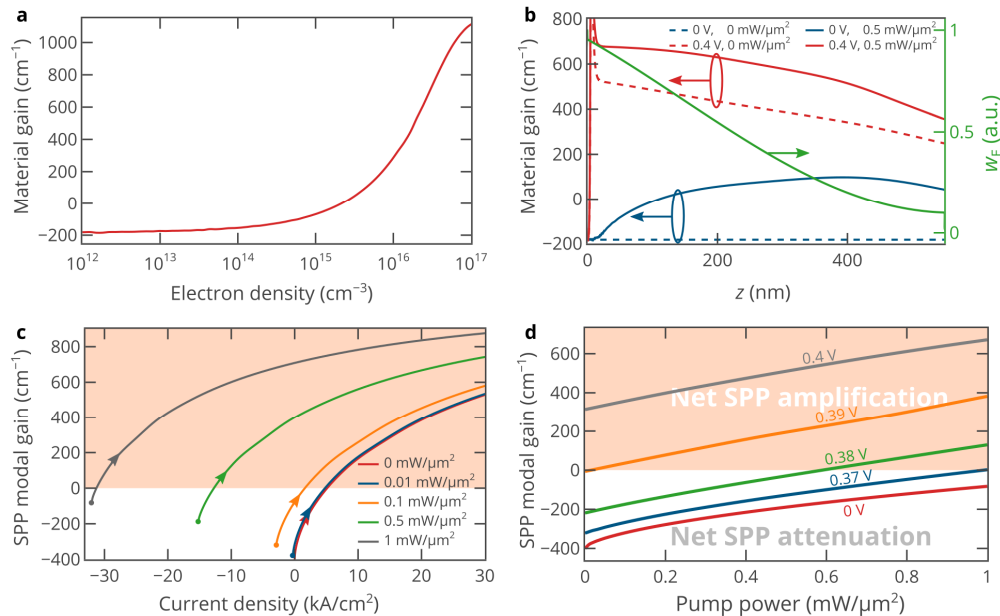 a
Material gain (cm⁻¹)
1100
1000
800
600
400
200
0
−200
10¹²
10¹³
10¹⁴
10¹⁵
10¹⁶
10¹⁷
Electron density (cm⁻³)
b
0 V, 0 mW/µm²
0 V, 0.5 mW/µm²
0.4 V, 0 mW/µm²
0.4 V, 0.5 mW/µm²
Material gain (cm⁻¹)
800
600
400
200
0
−200
0
200
400
z (nm)
1
0.5
0
w_F (a.u.)
c
SPP modal gain (cm⁻¹)
800
600
400
200
0
−200
−400
0 mW/µm²
0.01 mW/µm²
0.1 mW/µm²
0.5 mW/µm²
1 mW/µm²
−30
−20
−10
0
10
20
30
Current density (kA/cm²)
d
SPP modal gain (cm⁻¹)
600
400
200
0
−200
−400
0.4 V
Net SPP amplification
0.39 V
0.38 V
0.37 V
0 V
Net SPP attenuation
0
0.2
0.4
0.6
0.8
1
Pump power (mW/µm²)